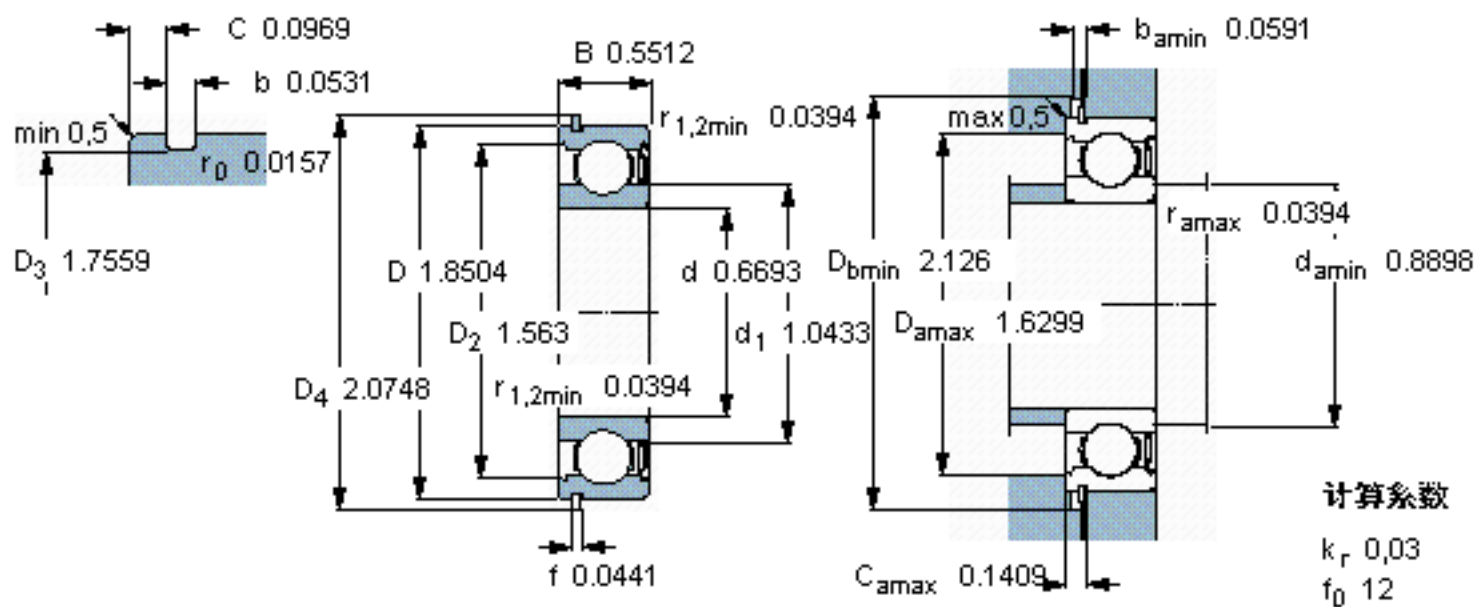 C 0.0969
b 0.0531
min 0,5
r0 0.0157
D3 1.7559
B 0.5512
r1,2min 0.0394
D 1.8504
d 0.6693
D2 1.563
d1 1.0433
D4 2.0748
r1,2min 0.0394
f 0.0441
bamin 0.0591
max 0,5
ramax 0.0394
Dbmin 2.126
damin 0.8898
Damax 1.6299
Camax 0.1409
计算系数
kr 0,03
f0 12